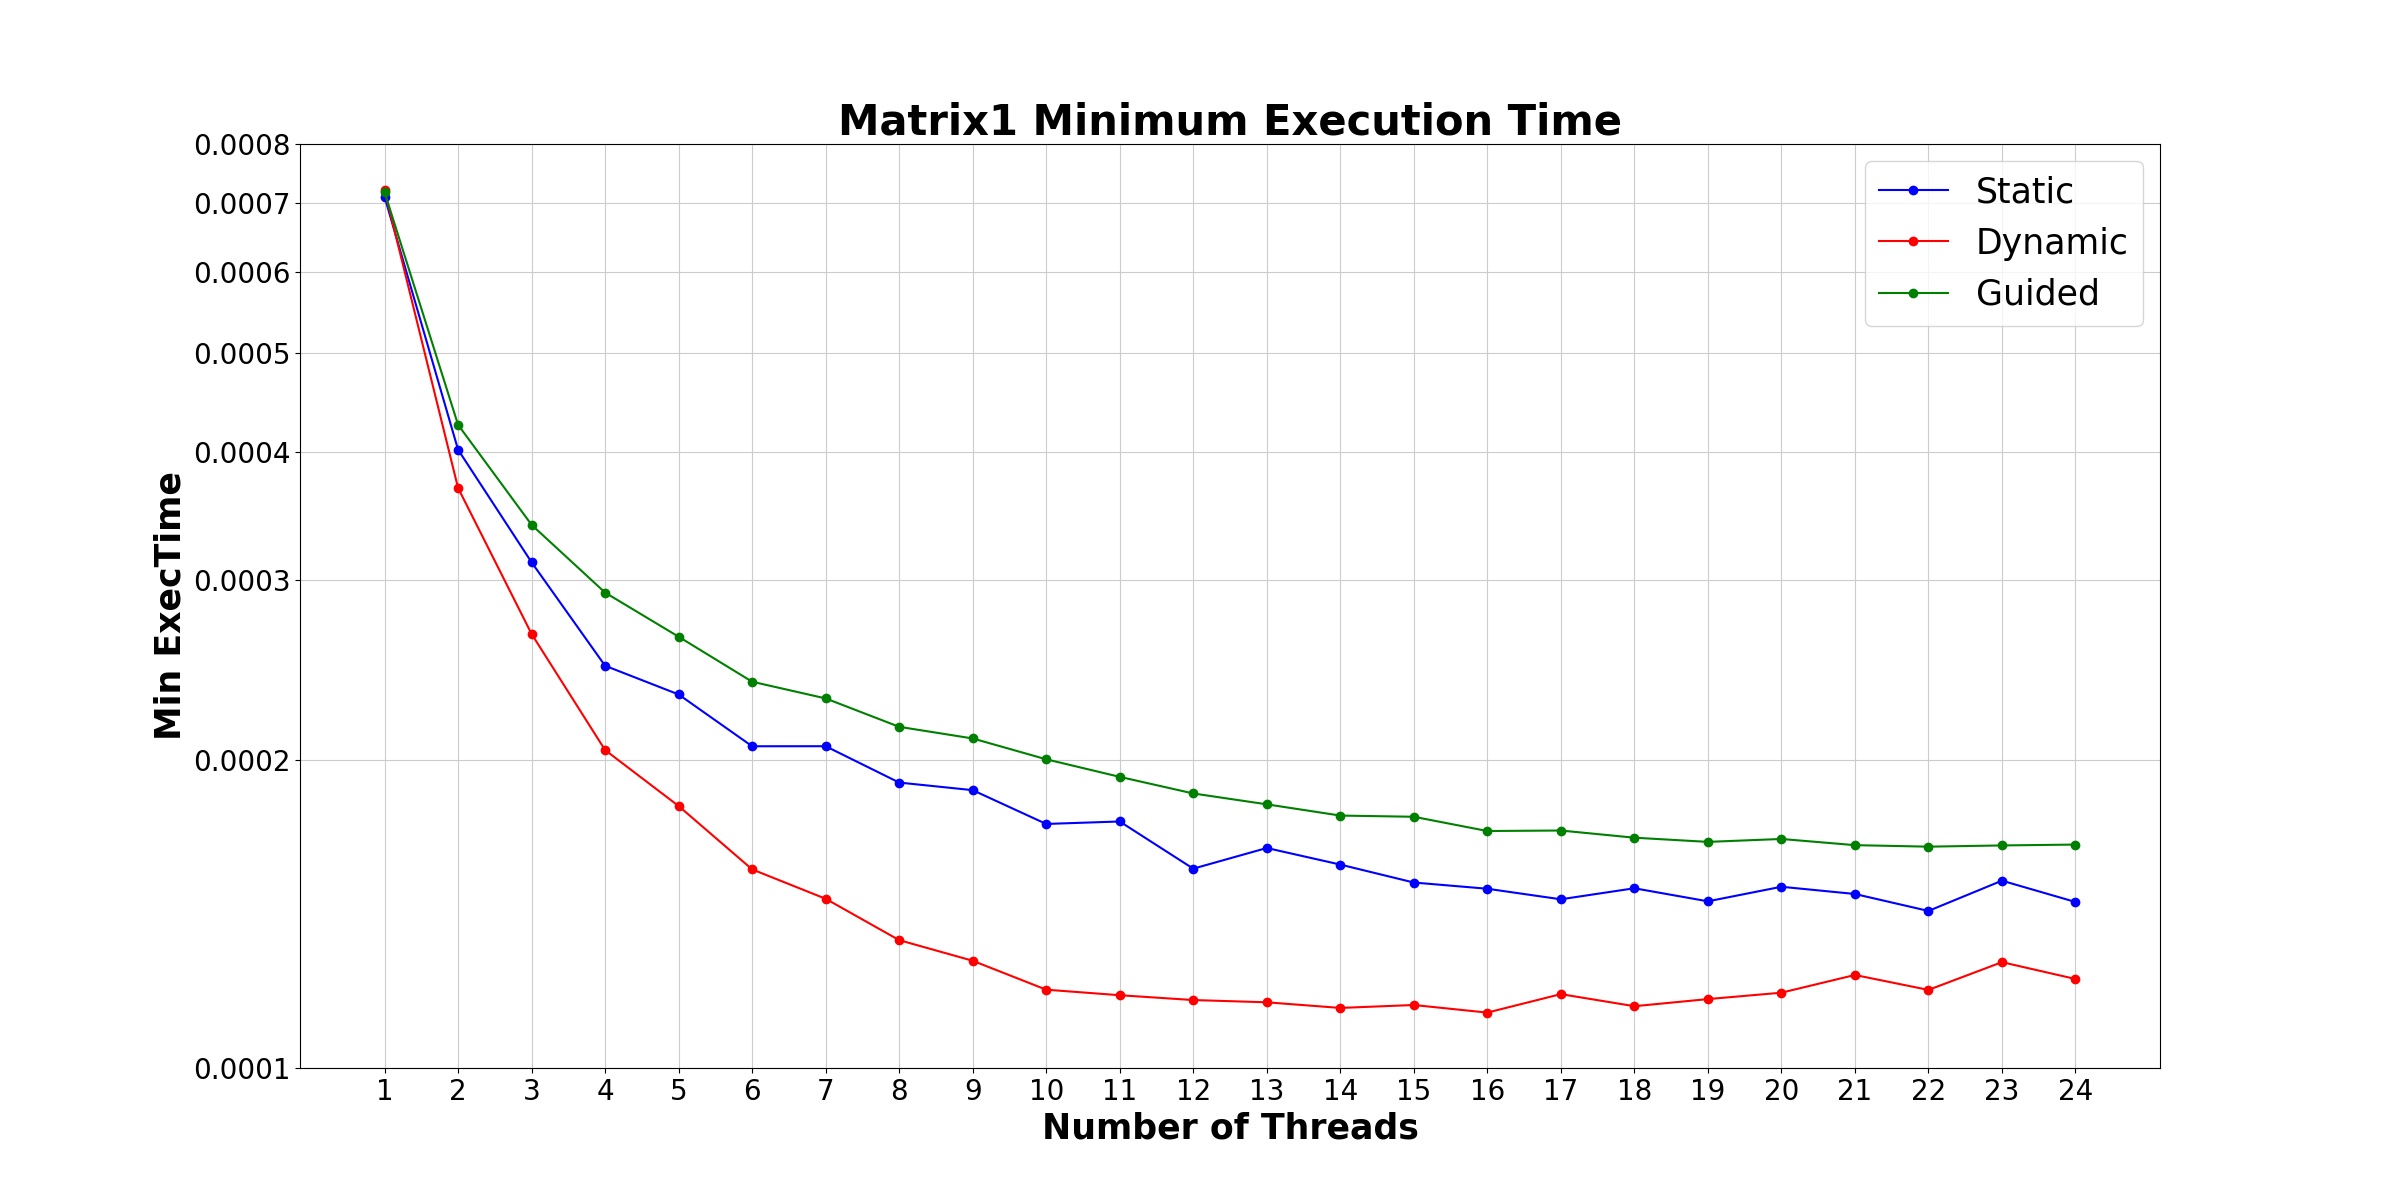 Matrix1 Minimum Execution Time
0.0008
0.0007
0.0006
0.0005
0.0004
0.0003
0.0002
0.0001
Min ExecTime
Static
Dynamic
Guided
1 2 3 4 5 6 7 8 9 10 11 12 13 14 15 16 17 18 19 20 21 22 23 24
Number of Threads